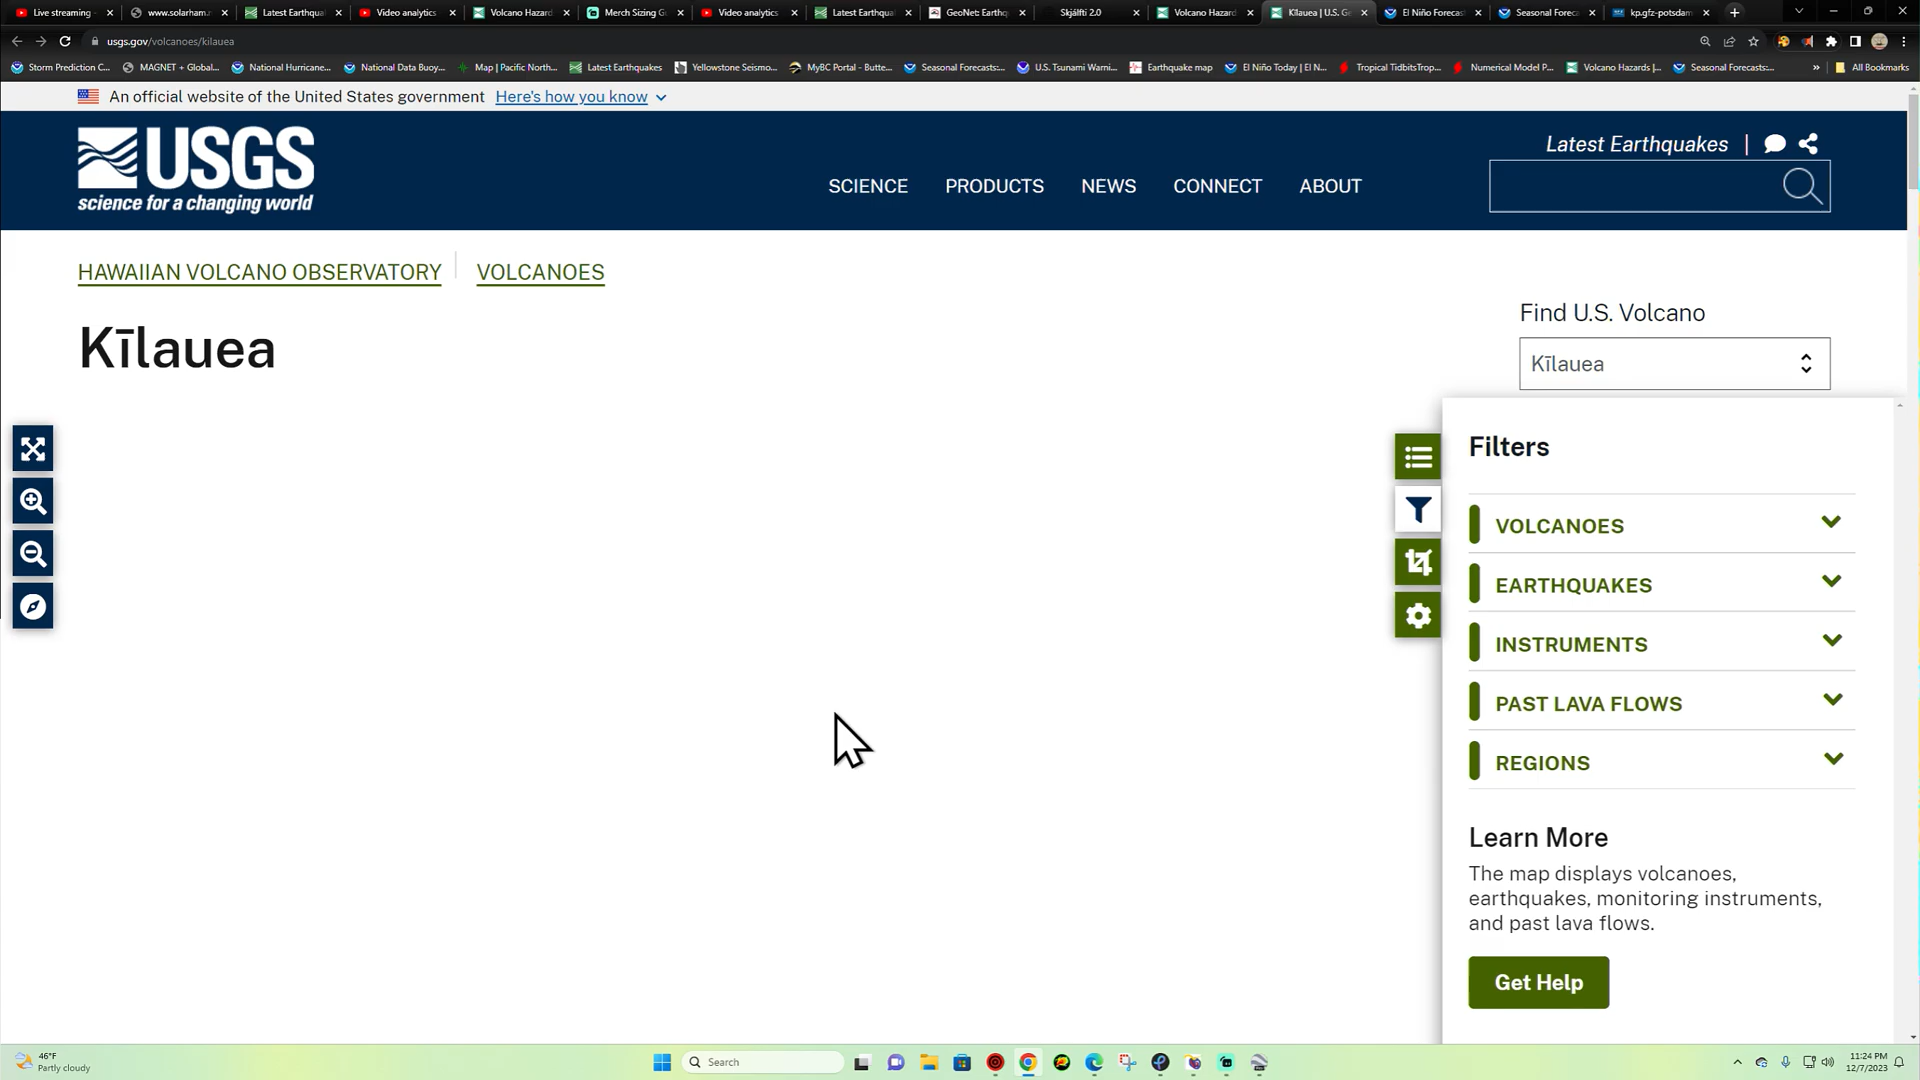 Live streaming -
www.solarham.n
Latest Earthqual
Video analytics
Volcano Hazard
Merch Sizing Gu
Video analytics
Latest Earthqua
GeoNet: Earthq
Skjálfti 2.0
Volcano Hazard
Kīlauea | U.S. Ge
El Niño Forecas
Seasonal Foreca
kp.gfz-potsdam
usgs.gov/volcanoes/kilauea
Storm Prediction C...
MAGNET + Global...
National Hurricane...
National Data Buoy...
Map | Pacific North...
Latest Earthquakes
Yellowstone Seismo...
MyBC Portal - Butte...
Seasonal Forecasts:...
U.S. Tsunami Warni...
Earthquake map
El Niño Today | El N...
Tropical TidbitsTrop...
Numerical Model P...
Volcano Hazards |...
Seasonal Forecasts:...
»
All Bookmarks
An official website of the United States government Here's how you know
USGS
science for a changing world
SCIENCE PRODUCTS NEWS CONNECT ABOUT
Latest Earthquakes |
HAWAIIAN VOLCANO OBSERVATORY
VOLCANOES
Kīlauea
Find U.S. Volcano
Kīlauea
Filters
VOLCANOES
EARTHQUAKES
INSTRUMENTS
PAST LAVA FLOWS
REGIONS
Learn More
The map displays volcanoes,
earthquakes, monitoring instruments,
and past lava flows.
Get Help
46°F
Partly cloudy
Search
11:24 PM
12/7/2023